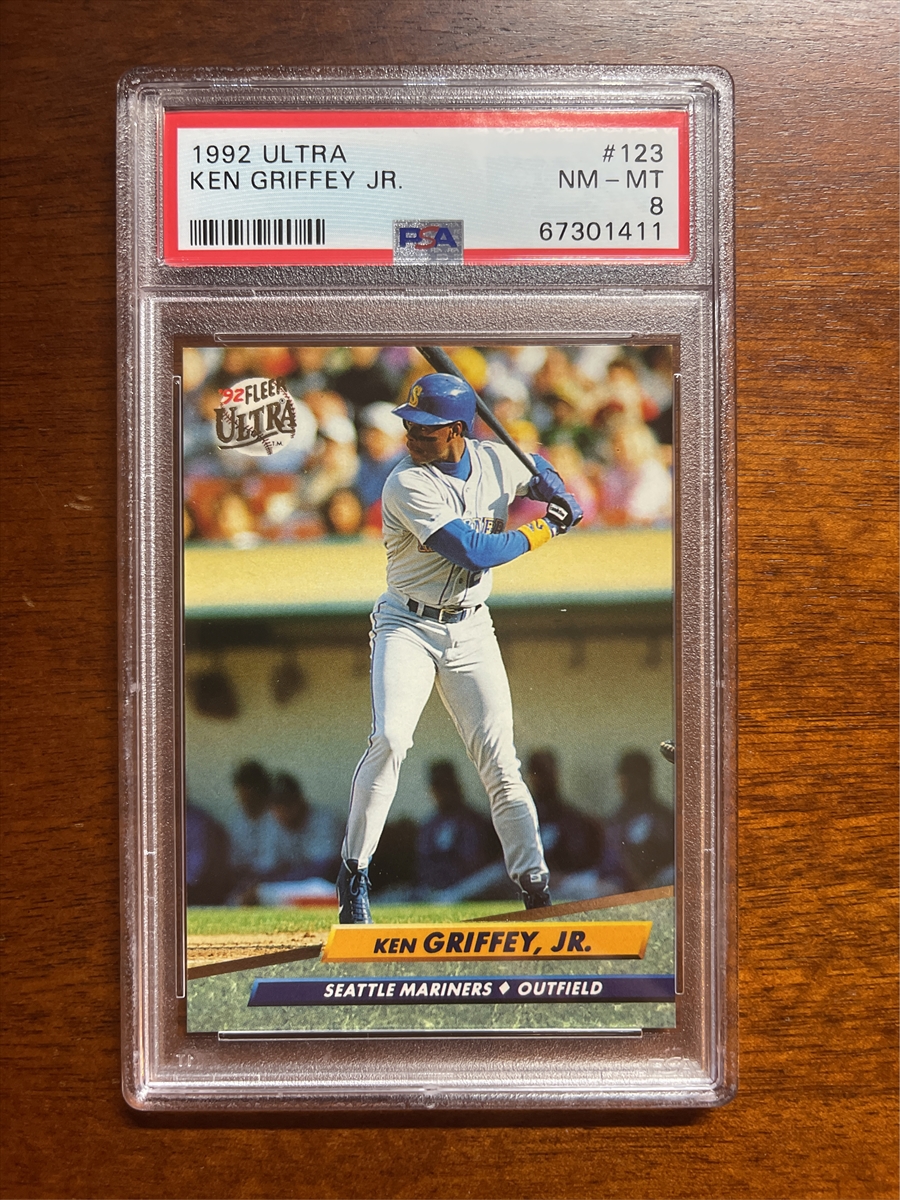 1992 ULTRA #123
KEN GRIFFEY JR. NM - MT
8
PSA 67301411
'92 FLEER
ULTRA
T.M.
S
KEN GRIFFEY, JR.
SEATTLE MARINERS ♦ OUTFIELD